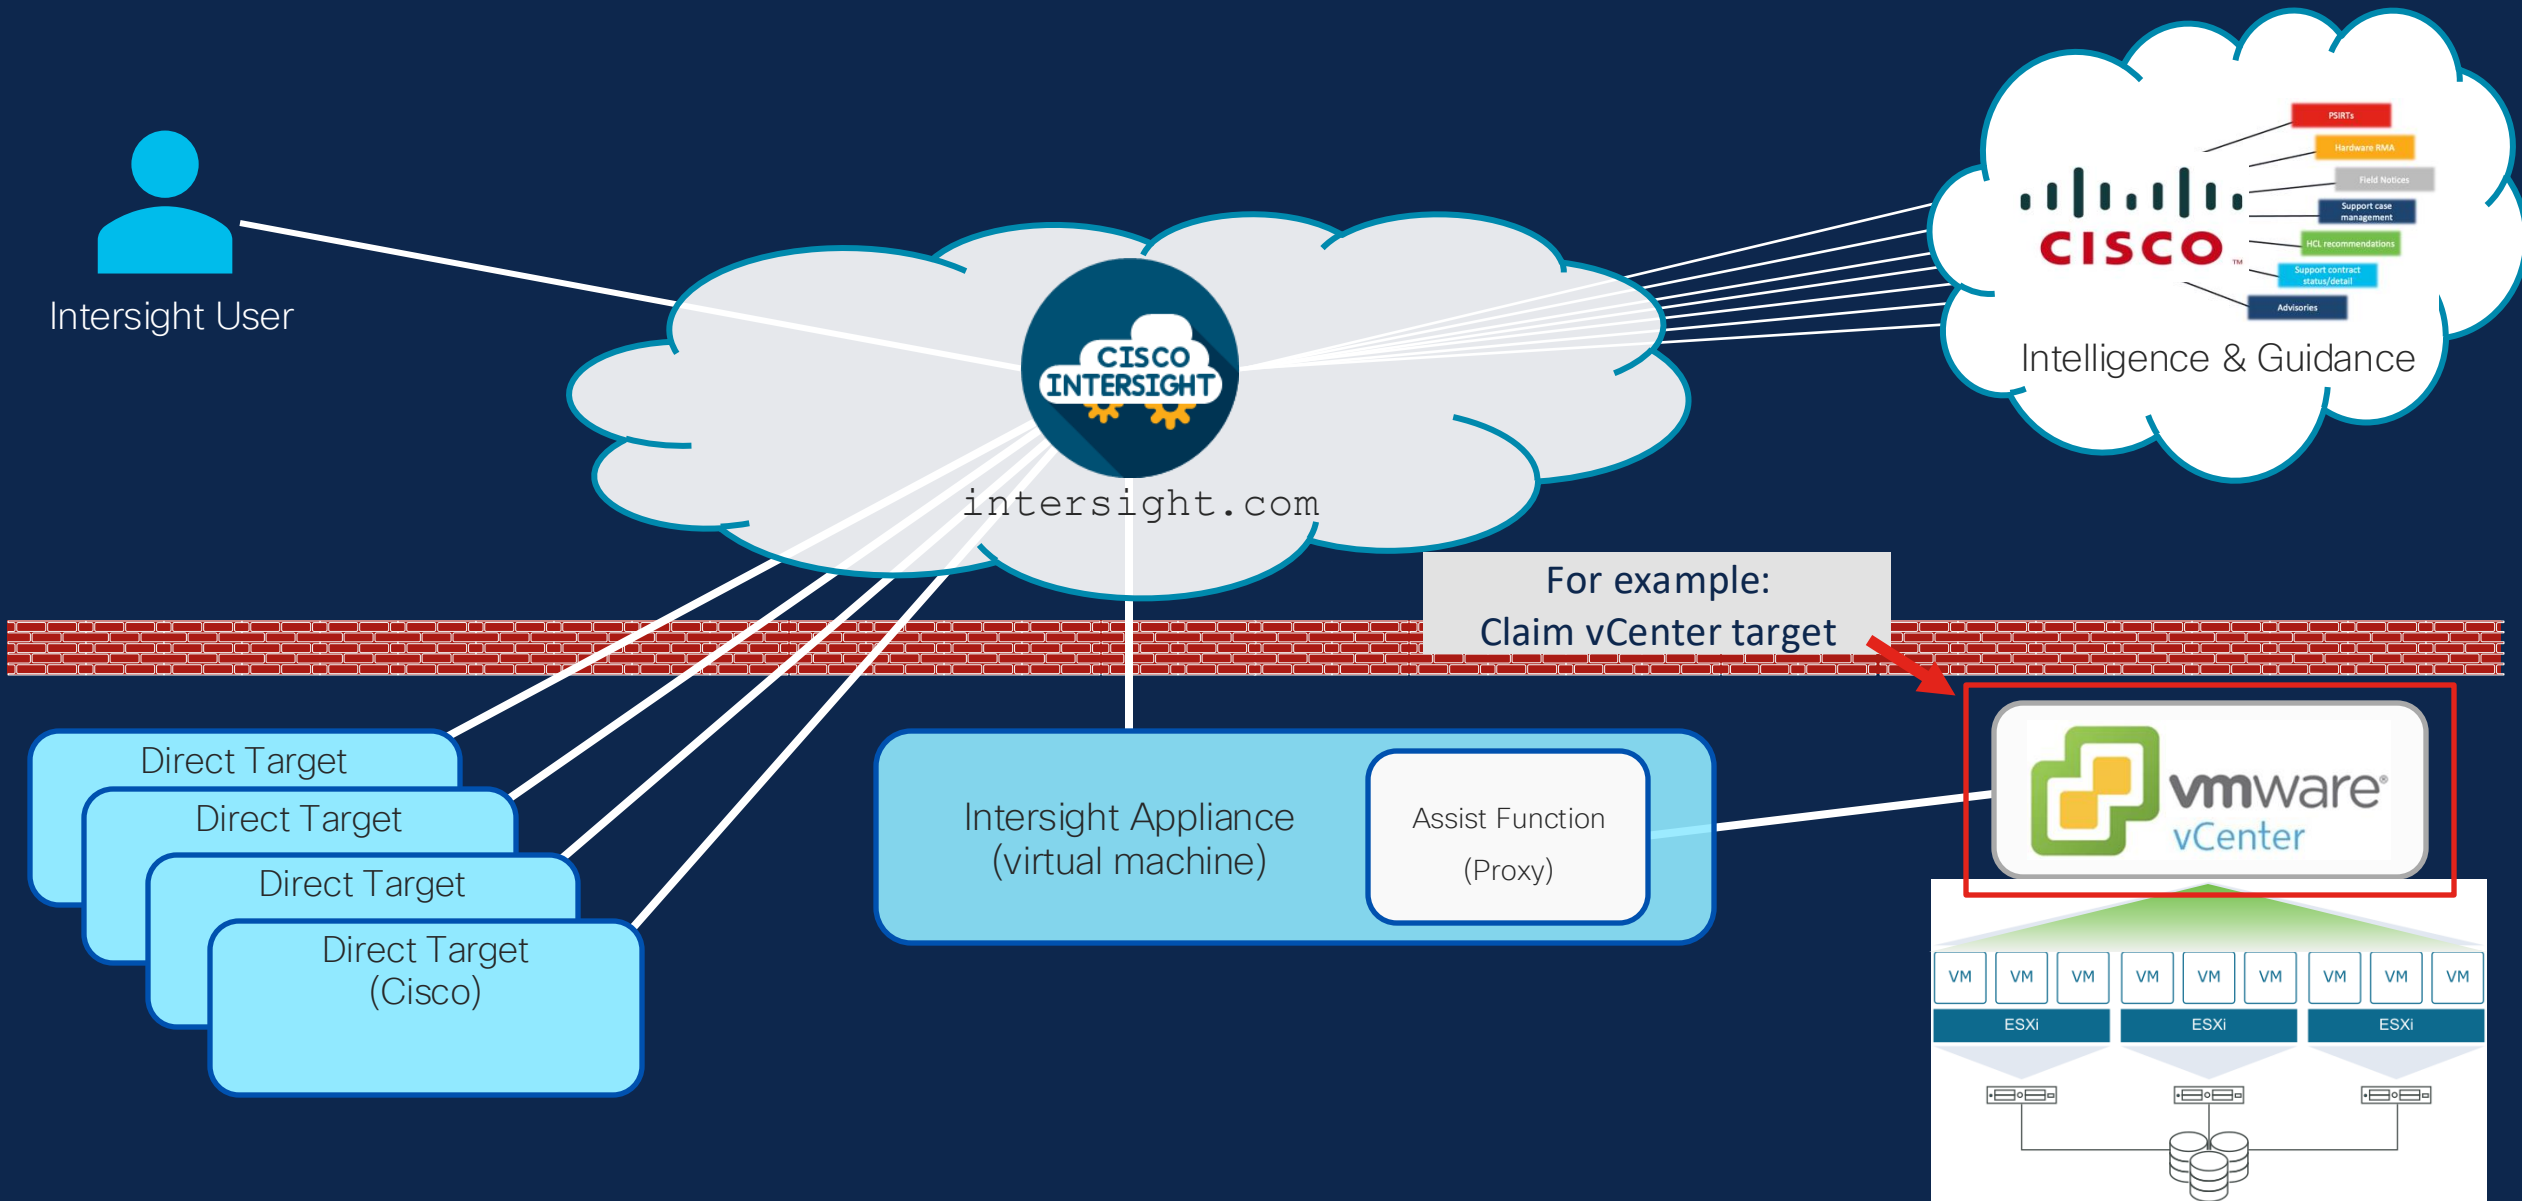 PSIRTs
Hardware RMA
Field Notices
Support case
management
HCL recommendations
Support contract
status/detail
Advisories
CISCO
TM
Intelligence & Guidance
Intersight User
CISCO
INTERSIGHT
intersight.com
For example:
Claim vCenter target
Direct Target
Direct Target
Direct Target
Direct Target
(Cisco)
Intersight Appliance
(virtual machine)
Assist Function
(Proxy)
vmware®
vCenter
VM VM VM VM VM VM VM VM VM
ESXi ESXi ESXi